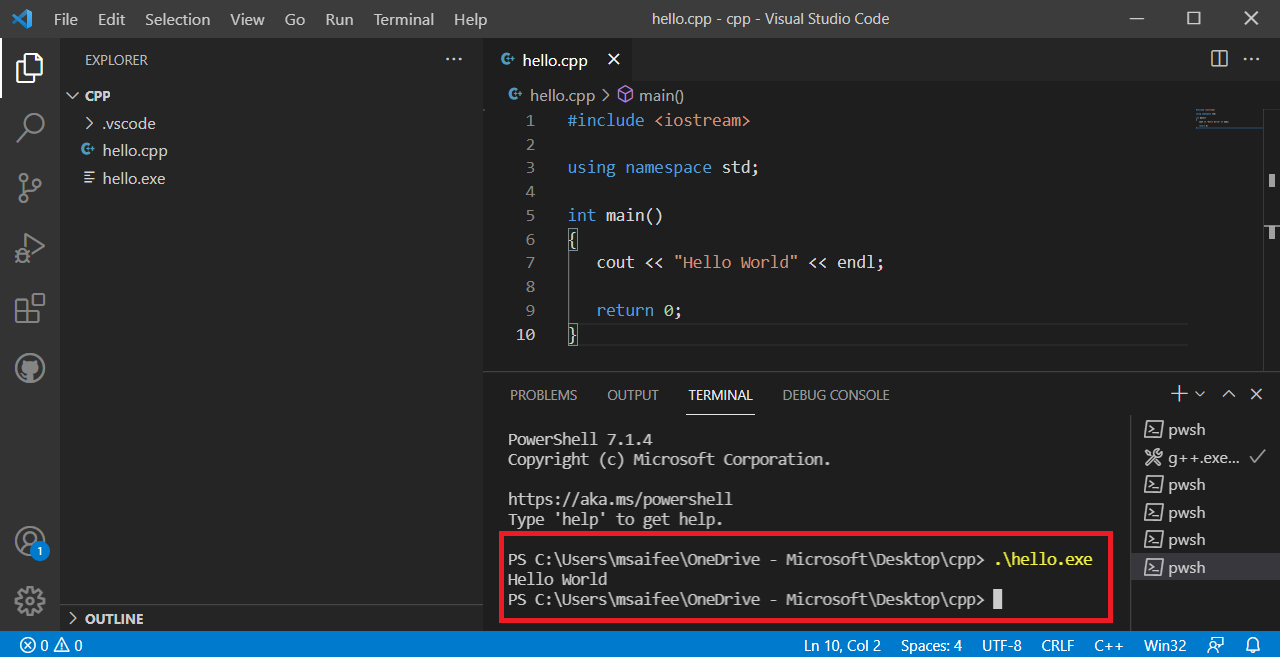 File Edit Selection View Go Run Terminal Help hello.cpp - cpp - Visual Studio Code
EXPLORER
CPP
.vscode
hello.cpp
hello.exe
OUTLINE
hello.cpp
hello.cpp > main()
1 #include <iostream>
2
3 using namespace std;
4
5 int main()
6 {
7 cout << "Hello World" << endl;
8
9 return 0;
10 }
PROBLEMS OUTPUT TERMINAL DEBUG CONSOLE
PowerShell 7.1.4
Copyright (c) Microsoft Corporation.
https://aka.ms/powershell
Type 'help' to get help.
PS C:\Users\msaifee\OneDrive - Microsoft\Desktop\cpp> .\hello.exe
Hello World
PS C:\Users\msaifee\OneDrive - Microsoft\Desktop\cpp>
pwsh
g++.exe...
pwsh
pwsh
pwsh
pwsh
1
0 0 Ln 10, Col 2 Spaces: 4 UTF-8 CRLF C++ Win32